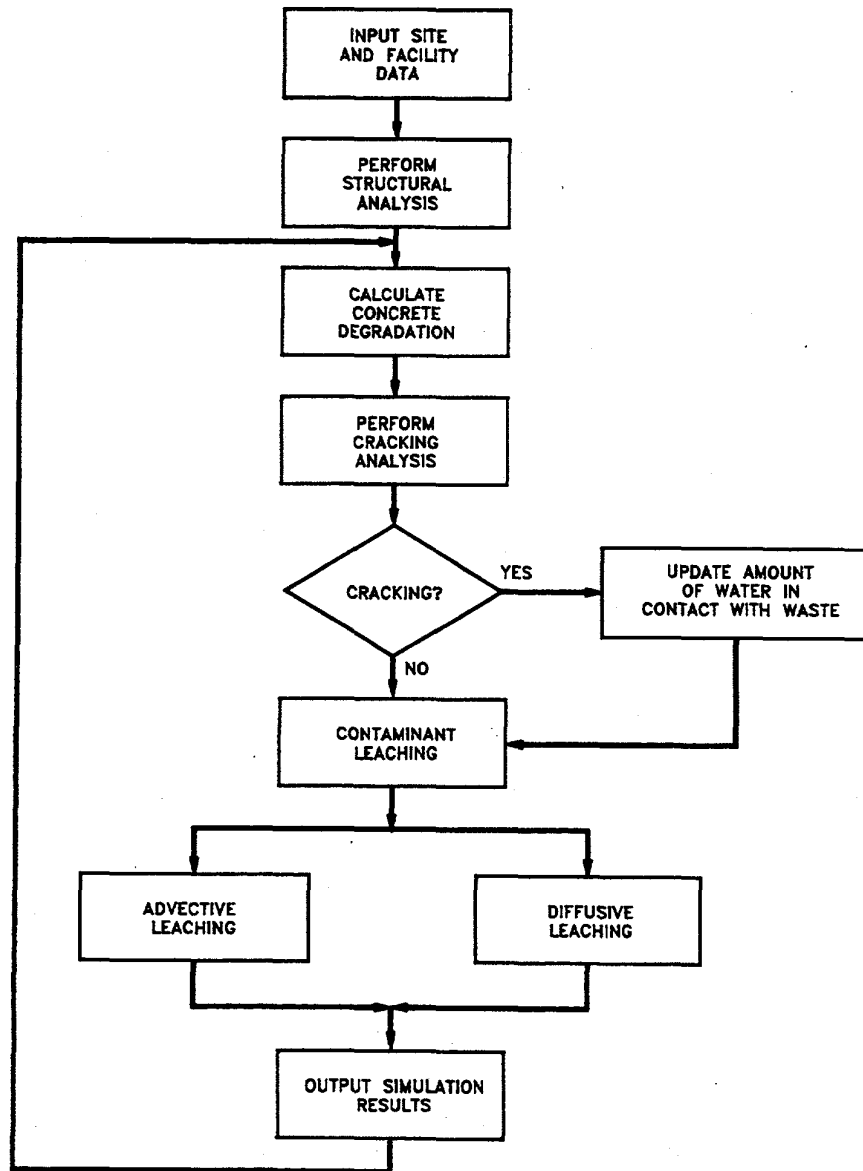 INPUT SITE
AND FACILITY
DATA
PERFORM
STRUCTURAL
ANALYSIS
CALCULATE
CONCRETE
DEGRADATION
PERFORM
CRACKING
ANALYSIS
CRACKING?
YES
UPDATE AMOUNT
OF WATER IN
CONTACT WITH WASTE
NO
CONTAMINANT
LEACHING
ADVECTIVE
LEACHING
DIFFUSIVE
LEACHING
OUTPUT SIMULATION
RESULTS